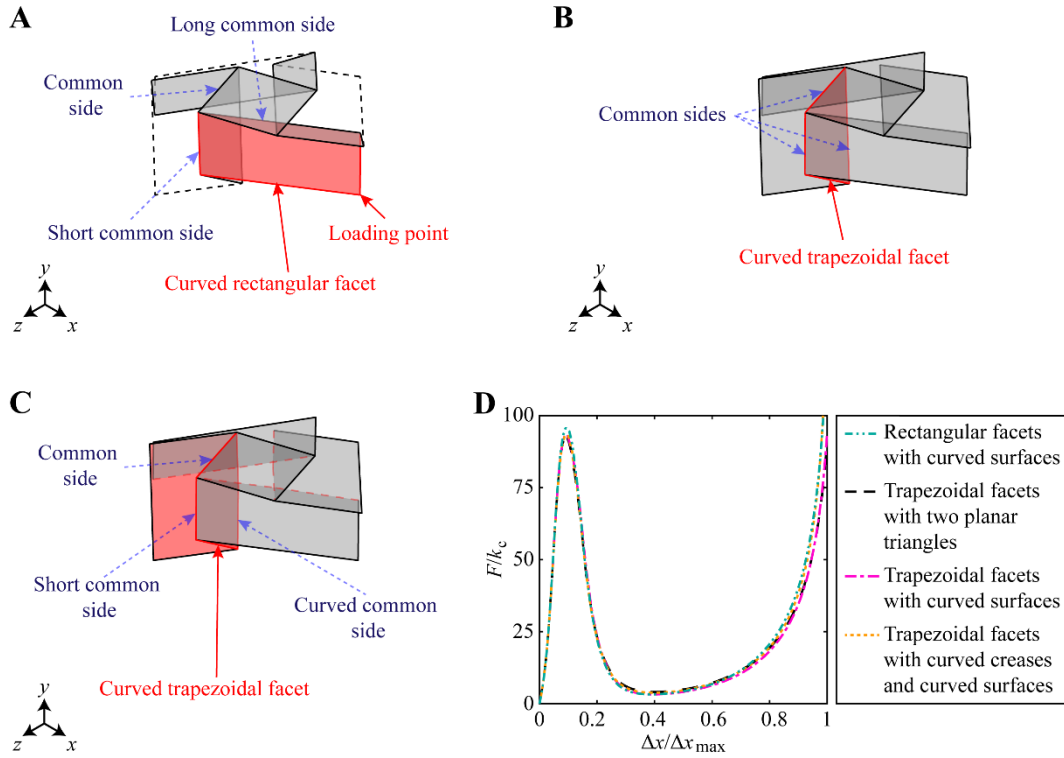 A
Long common side
Common
side
Short common side
Loading point
Curved rectangular facet
y
z
x
B
Common sides
Curved trapezoidal facet
y
z
x
C
Common
side
Short common
side
Curved common
side
Curved trapezoidal facet
y
z
x
D
100
75
50
25
0
F/kc
0
0.2
0.4
0.6
0.8
1
Δx/Δxmax
Rectangular facets
with curved surfaces
Trapezoidal facets
with two planar
triangles
Trapezoidal facets
with curved surfaces
Trapezoidal facets
with curved creases
and curved surfaces